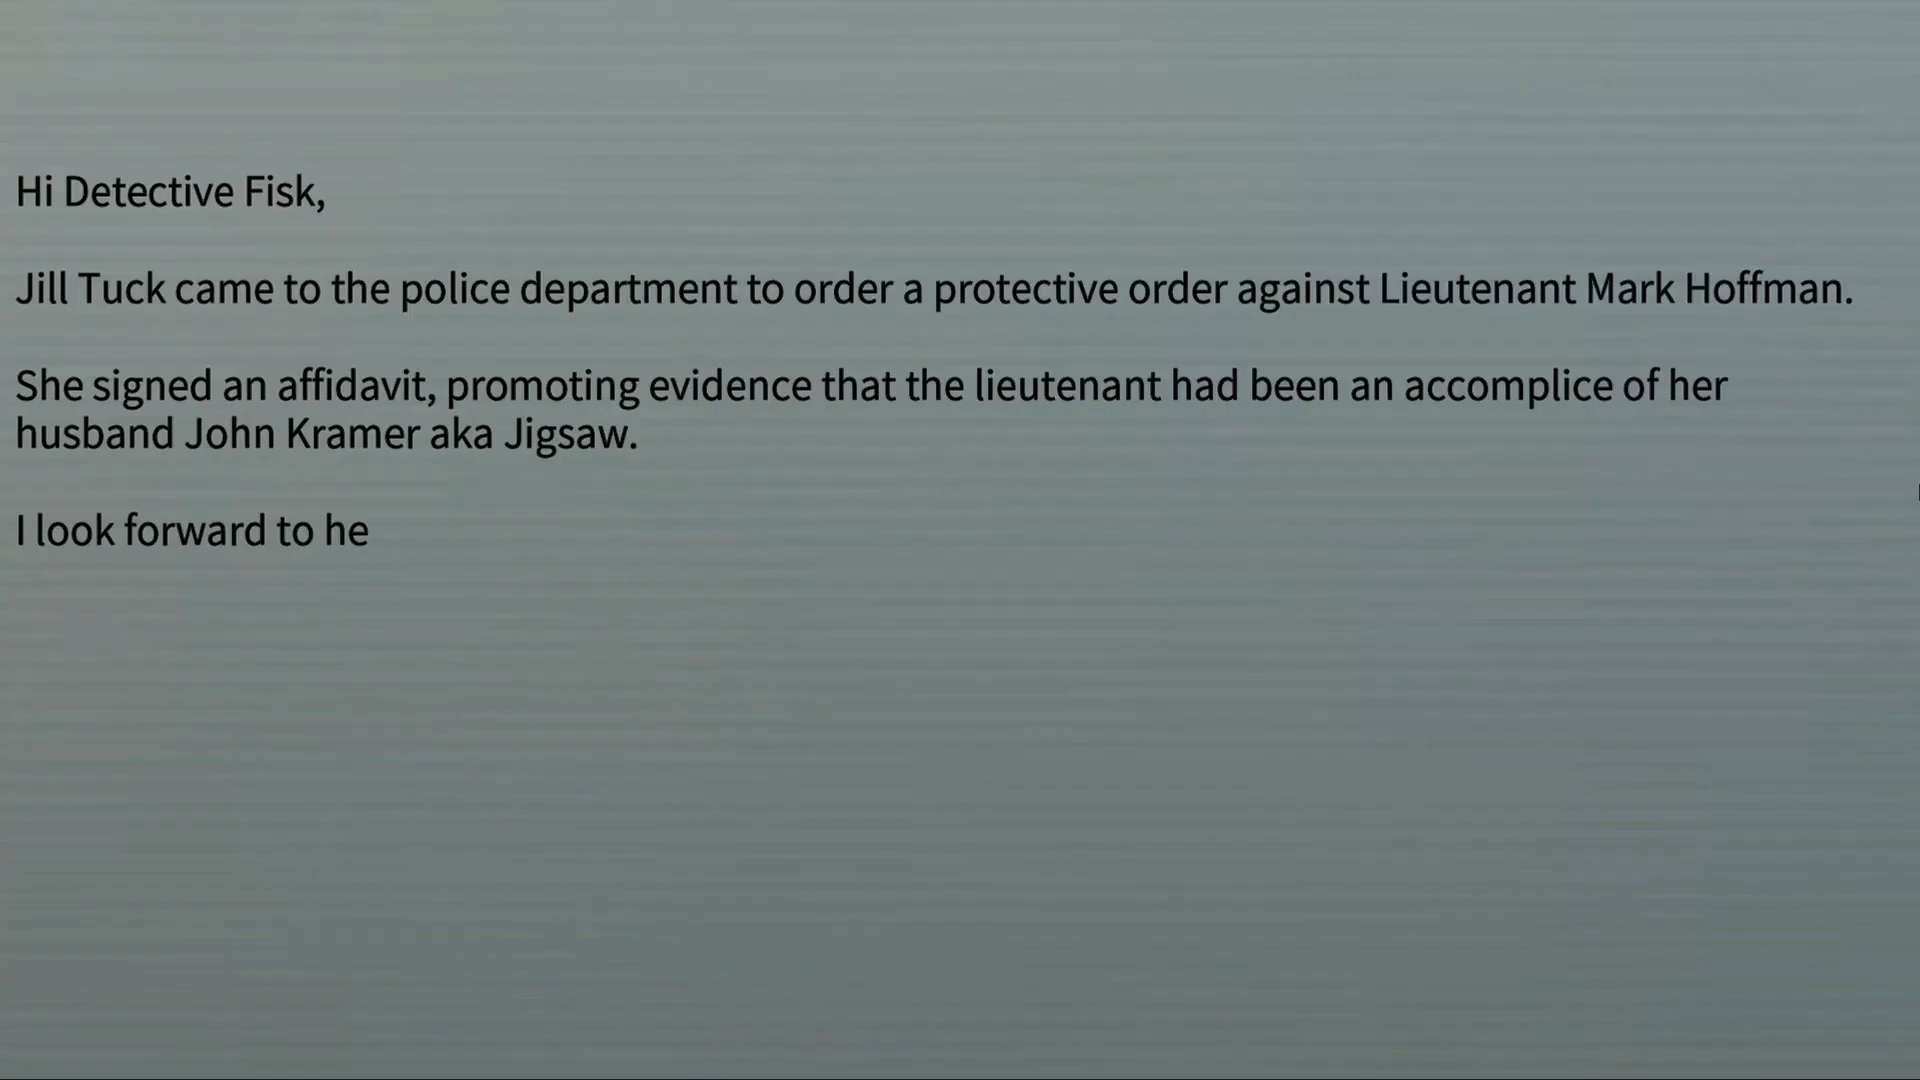 Hi Detective Fisk,
Jill Tuck came to the police department to order a protective order against Lieutenant Mark Hoffman.
She signed an affidavit, promoting evidence that the lieutenant had been an accomplice of her
husband John Kramer aka Jigsaw.
I look forward to he